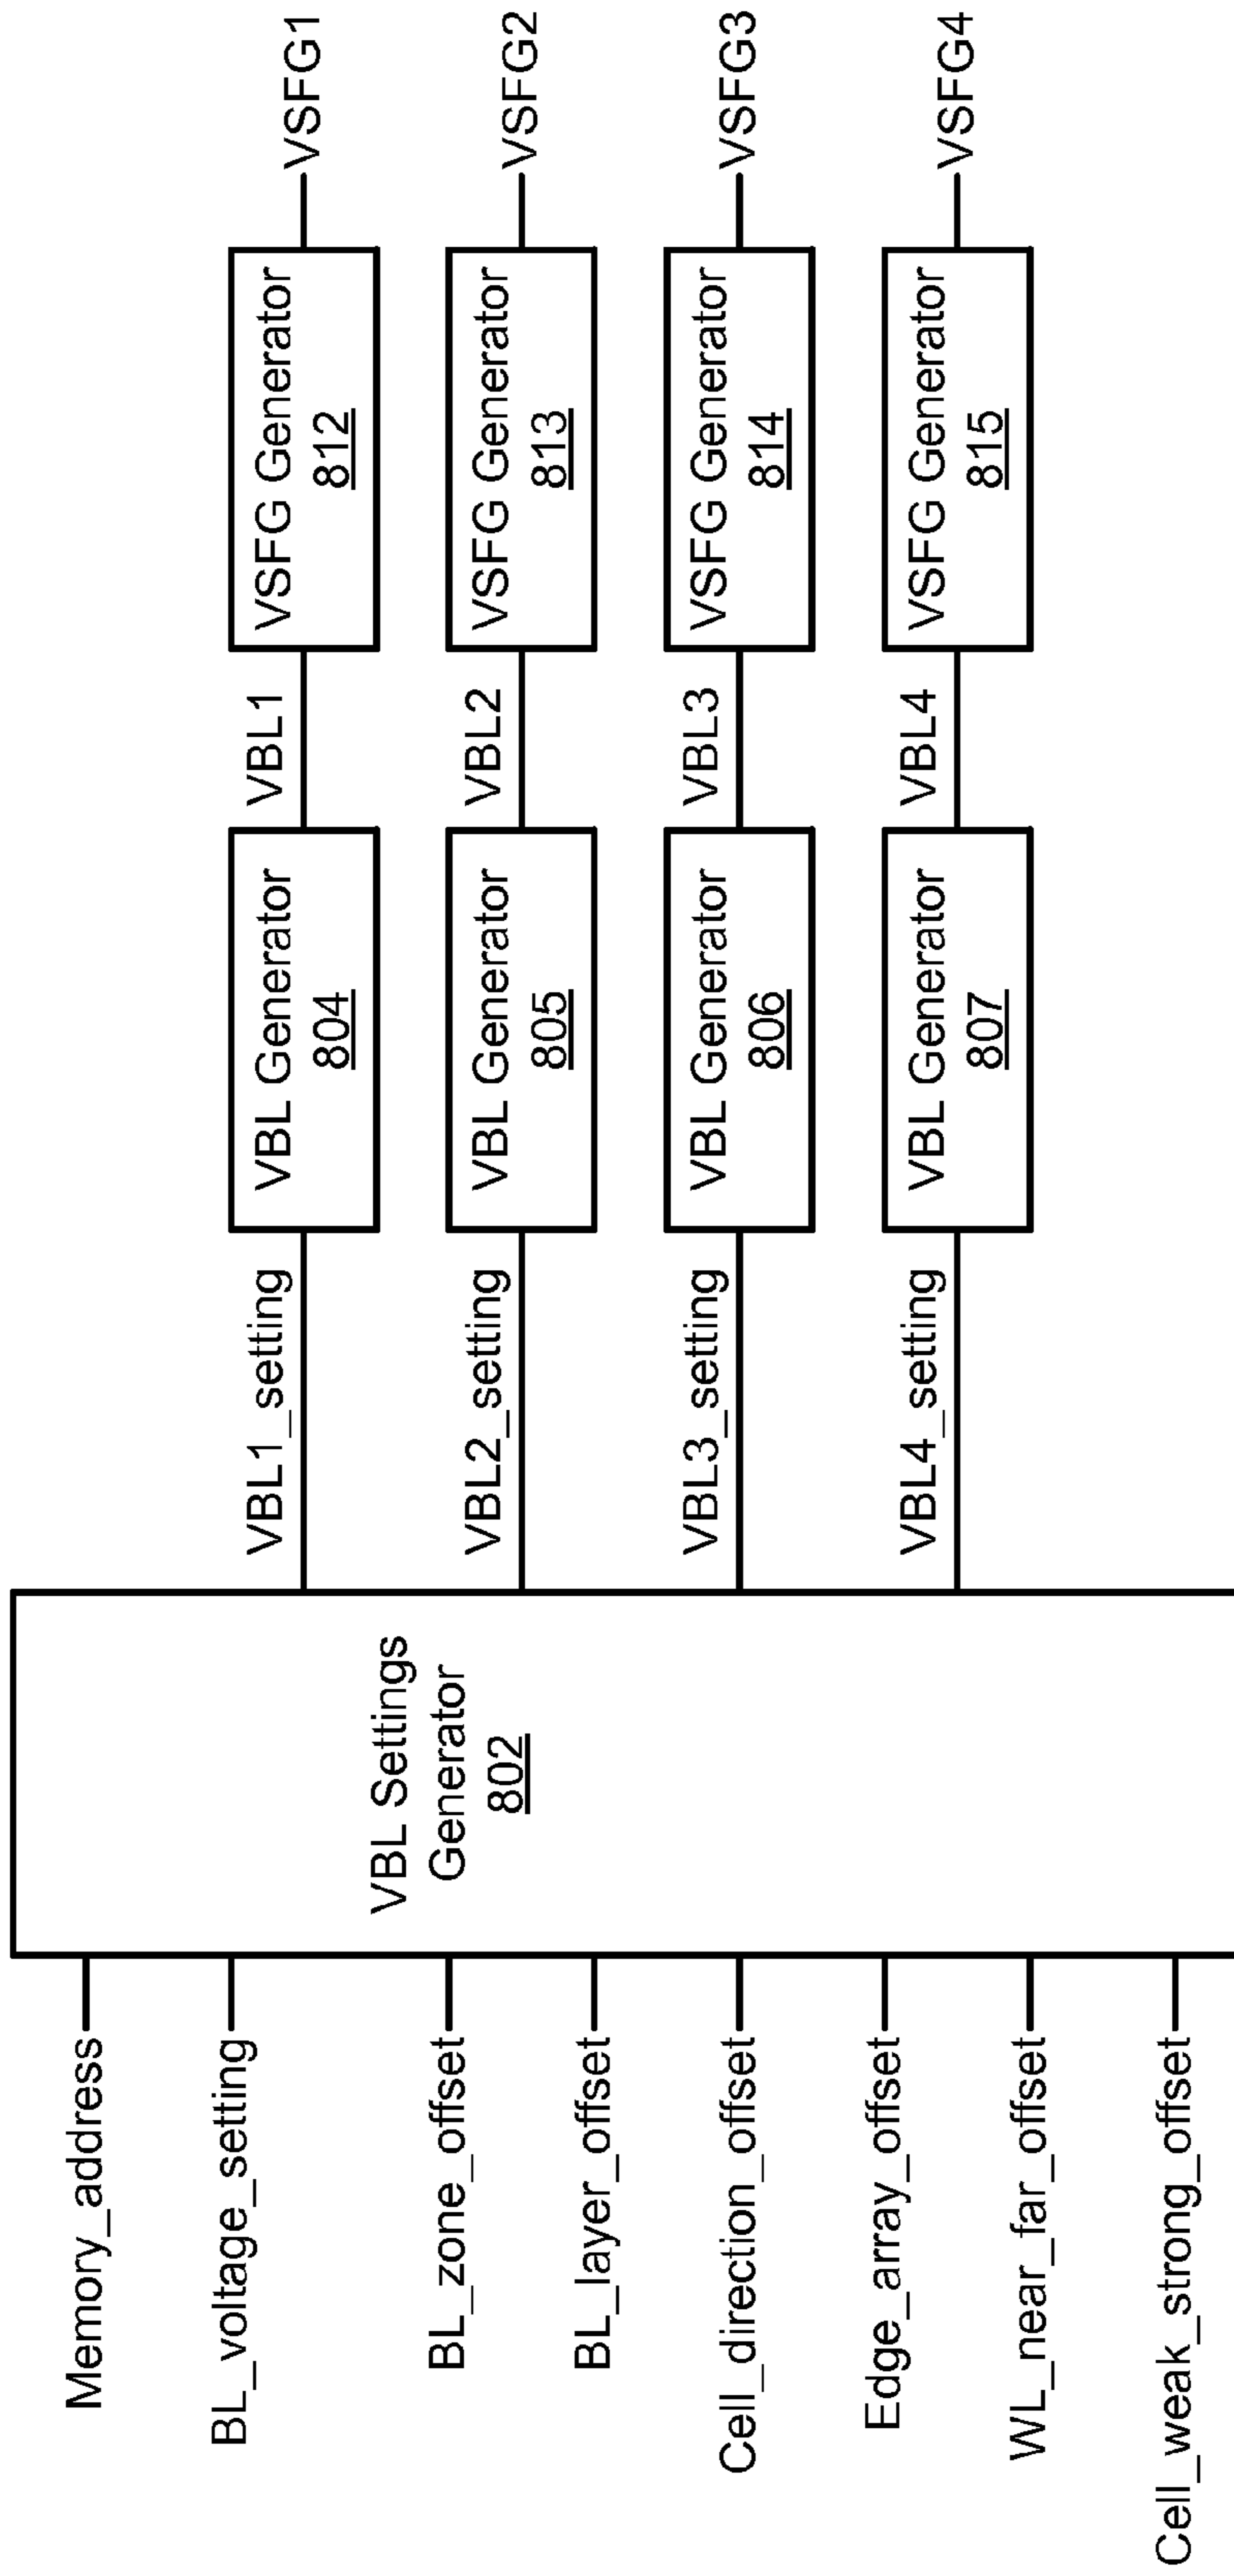 Memory_address
BL_voltage_setting
BL_zone_offset
BL_layer_offset
Cell_direction_offset
Edge_array_offset
WL_near_far_offset
Cell_weak_strong_offset
VBL Settings
Generator
802
VBL1_setting
VBL Generator
804
VBL1
VSFG Generator
812
VSFG1
VBL2_setting
VBL Generator
805
VBL2
VSFG Generator
813
VSFG2
VBL3_setting
VBL Generator
806
VBL3
VSFG Generator
814
VSFG3
VBL4_setting
VBL Generator
807
VBL4
VSFG Generator
815
VSFG4